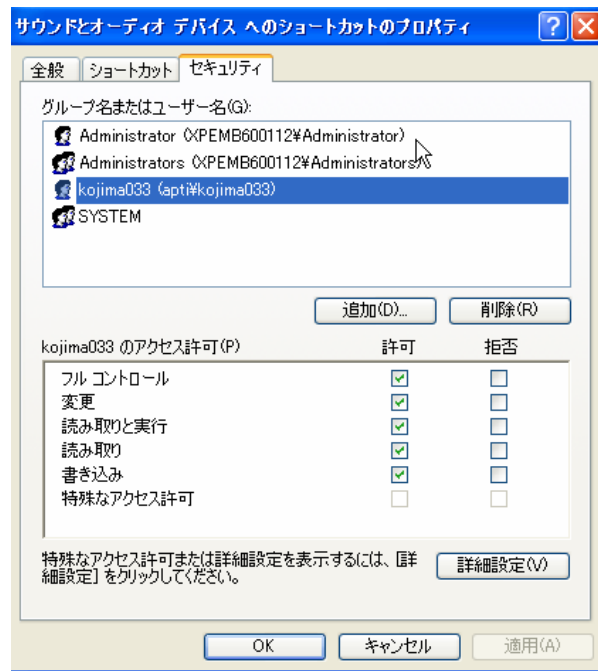 サウンドとオーディオ デバイス へのショートカットのプロパティ
全般 ショートカット セキュリティ
グループ名またはユーザー名(G):
Administrator (XPEMB600112¥Administrator)
Administrators (XPEMB600112¥Administrators)
kojima033 (apti¥kojima033)
SYSTEM
追加(D)... 削除(R)
kojima033 のアクセス許可(P) 許可 拒否
フル コントロール
変更
読み取りと実行
読み取り
書き込み
特殊なアクセス許可
特殊なアクセス許可または詳細設定を表示するには、[詳
細設定] をクリックしてください。
詳細設定(V)
OK キャンセル 適用(A)